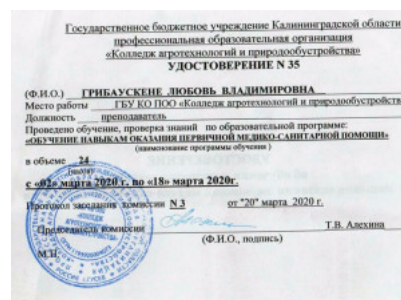 Государственное бюджетное учреждение Калининградской области
профессиональная образовательная организация
«Колледж агротехнологий и природообустройства»
УДОСТОВЕРЕНИЕ N 35
(Ф.И.О.) ГРИБАУСКЕНЕ ЛЮБОВЬ ВЛАДИМИРОВНА
Место работы ГБУ КО ПОО «Колледж агротехнологий и природообустройств
Должность преподаватель
Проведено обучение, проверка знаний по образовательной программе:
«ОБУЧЕНИЕ НАВЫКАМ ОКАЗАНИЯ ПЕРВИЧНОЙ МЕДИКО-САНИТАРНОЙ ПОМОЩИ»
(наименование программы обучения)
в объеме 24
с «02» марта 2020 г. по «18» марта 2020г.
Протокол заседания комиссии N 3 от "20" марта 2020 г.
Председатель комиссии Т.В. Алехина
(Ф.И.О., подпись)
М.П.